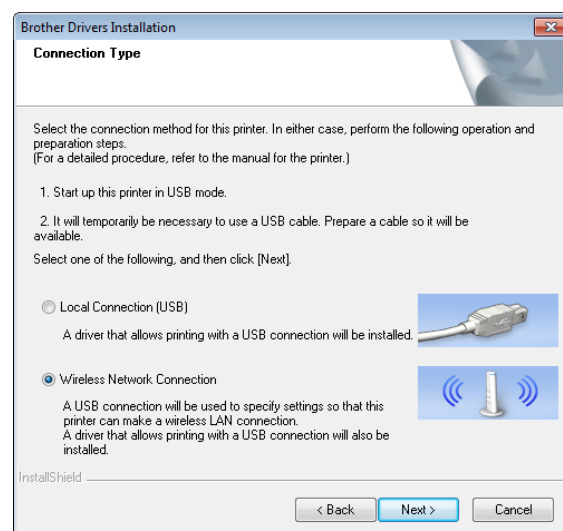 Brother Drivers Installation
Connection Type
Select the connection method for this printer. In either case, perform the following operation and
preparation steps.
(For a detailed procedure, refer to the manual for the printer.)
1. Start up this printer in USB mode.
2. It will temporarily be necessary to use a USB cable. Prepare a cable so it will be
available.
Select one of the following, and then click [Next].
Local Connection (USB)
A driver that allows printing with a USB connection will be installed.
Wireless Network Connection
A USB connection will be used to specify settings so that this
printer can make a wireless LAN connection.
A driver that allows printing with a USB connection will also be
installed.
InstallShield
< Back
Next >
Cancel